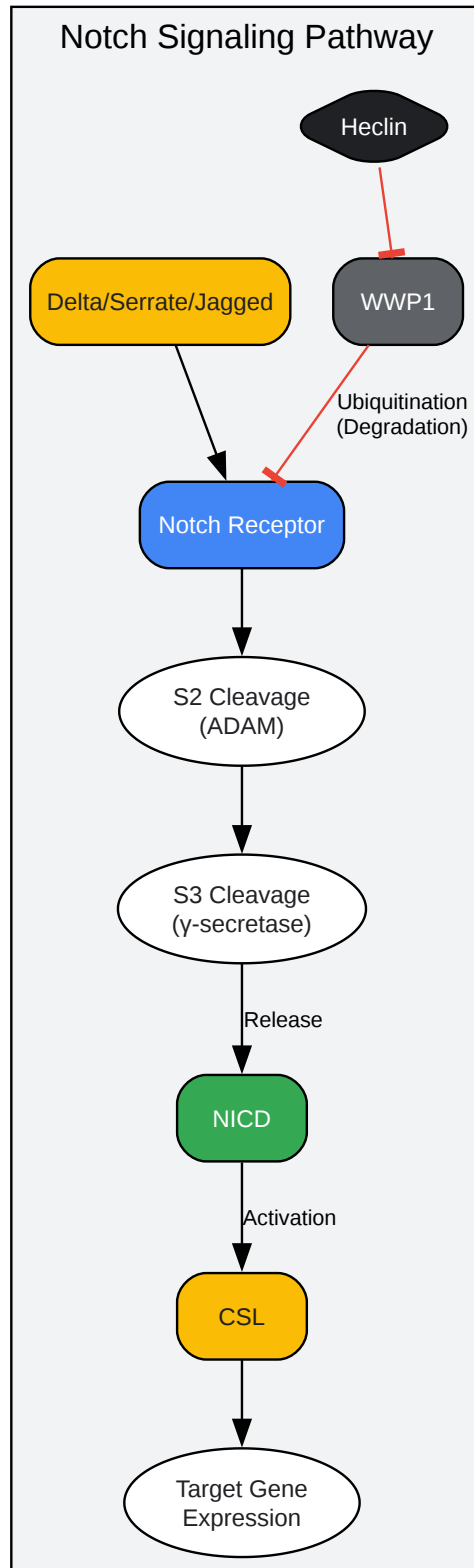 Notch Signaling Pathway
Heclin
Delta/Serrate/Jagged
WWP1
Ubiquitination
(Degradation)
Notch Receptor
S2 Cleavage
(ADAM)
S3 Cleavage
(γ-secretase)
Release
NICD
Activation
CSL
Target Gene
Expression